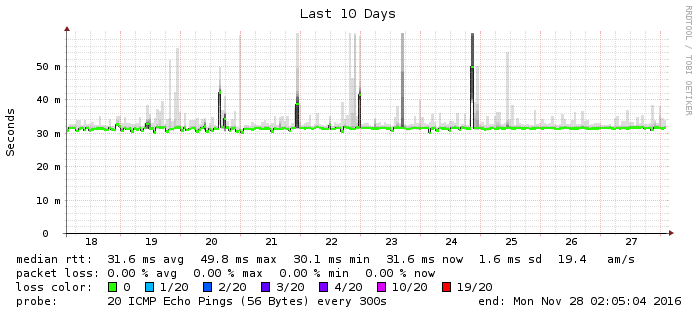 Last 10 Days
RRDTOOL / TOBI OETIKER
Seconds
50 m
40 m
30 m
20 m
10 m
0
18 19 20 21 22 23 24 25 26 27
median rtt: 31.6 ms avg 49.8 ms max 30.1 ms min 31.6 ms now 1.6 ms sd 19.4 am/s
packet loss: 0.00 % avg 0.00 % max 0.00 % min 0.00 % now
loss color: 0 1/20 2/20 3/20 4/20 10/20 19/20
probe: 20 ICMP Echo Pings (56 Bytes) every 300s end: Mon Nov 28 02:05:04 2016